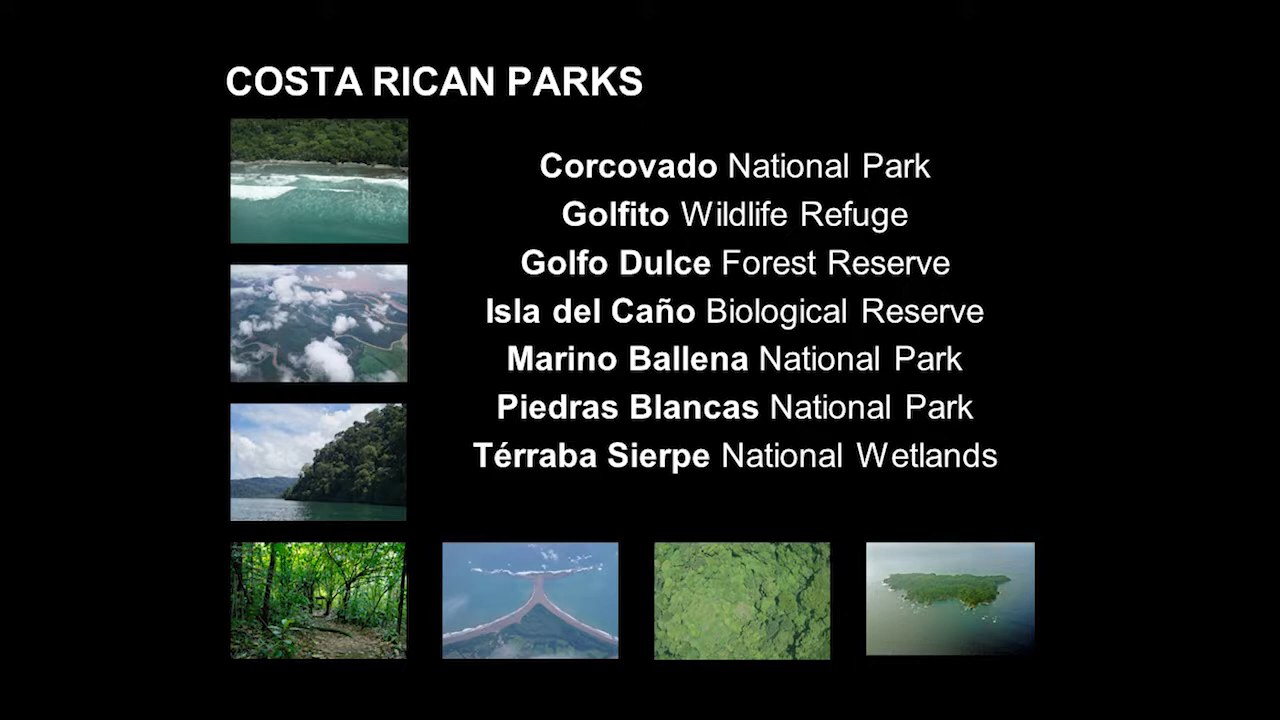 COSTA RICAN PARKS
Corcovado National Park
Golfito Wildlife Refuge
Golfo Dulce Forest Reserve
Isla del Caño Biological Reserve
Marino Ballena National Park
Piedras Blancas National Park
Térraba Sierpe National Wetlands